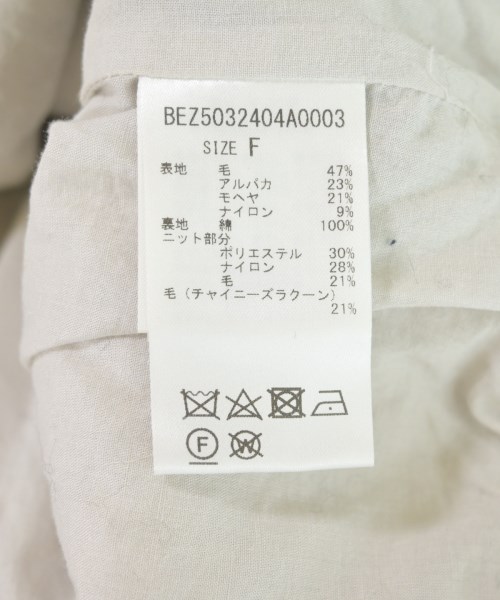 BEZ5032404A0003
SIZE F
表地 毛 47%
アルパカ 23%
モヘヤ 21%
ナイロン 9%
裏地 綿 100%
ニット部分
ポリエステル 30%
ナイロン 28%
毛 21%
毛(チャイニーズラクーン)
21%
F W